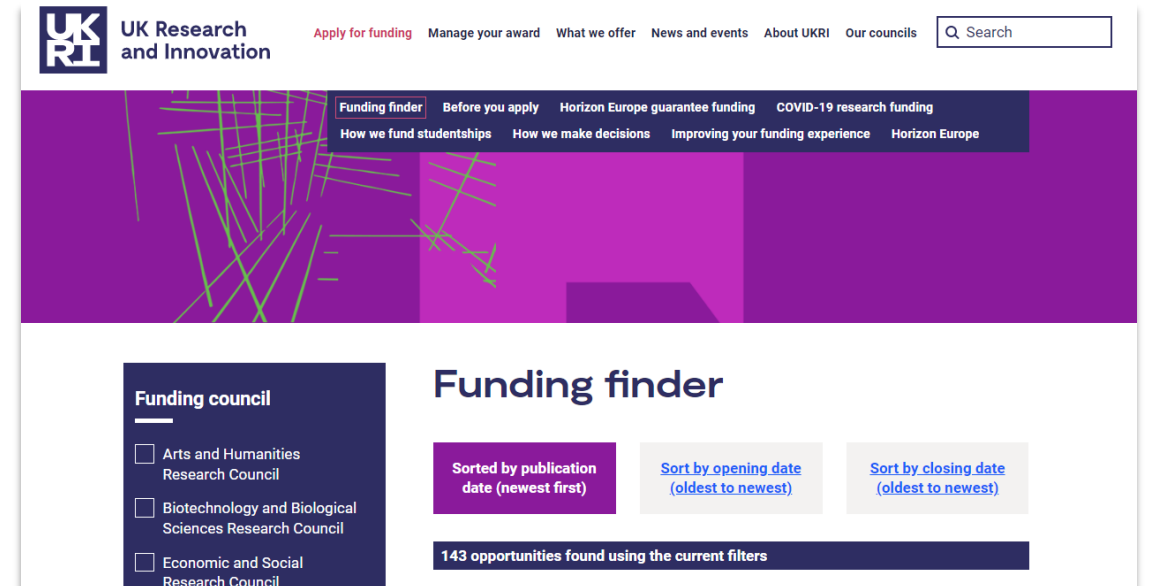 UK
RI
UK Research
and Innovation
Apply for funding Manage your award What we offer News and events About UKRI Our councils
Search
Funding finder Before you apply Horizon Europe guarantee funding COVID-19 research funding
How we fund studentships How we make decisions Improving your funding experience Horizon Europe
Funding council
Arts and Humanities
Research Council
Biotechnology and Biological
Sciences Research Council
Economic and Social
Research Council
Funding finder
Sorted by publication
date (newest first)
Sort by opening date
(oldest to newest)
Sort by closing date
(oldest to newest)
143 opportunities found using the current filters